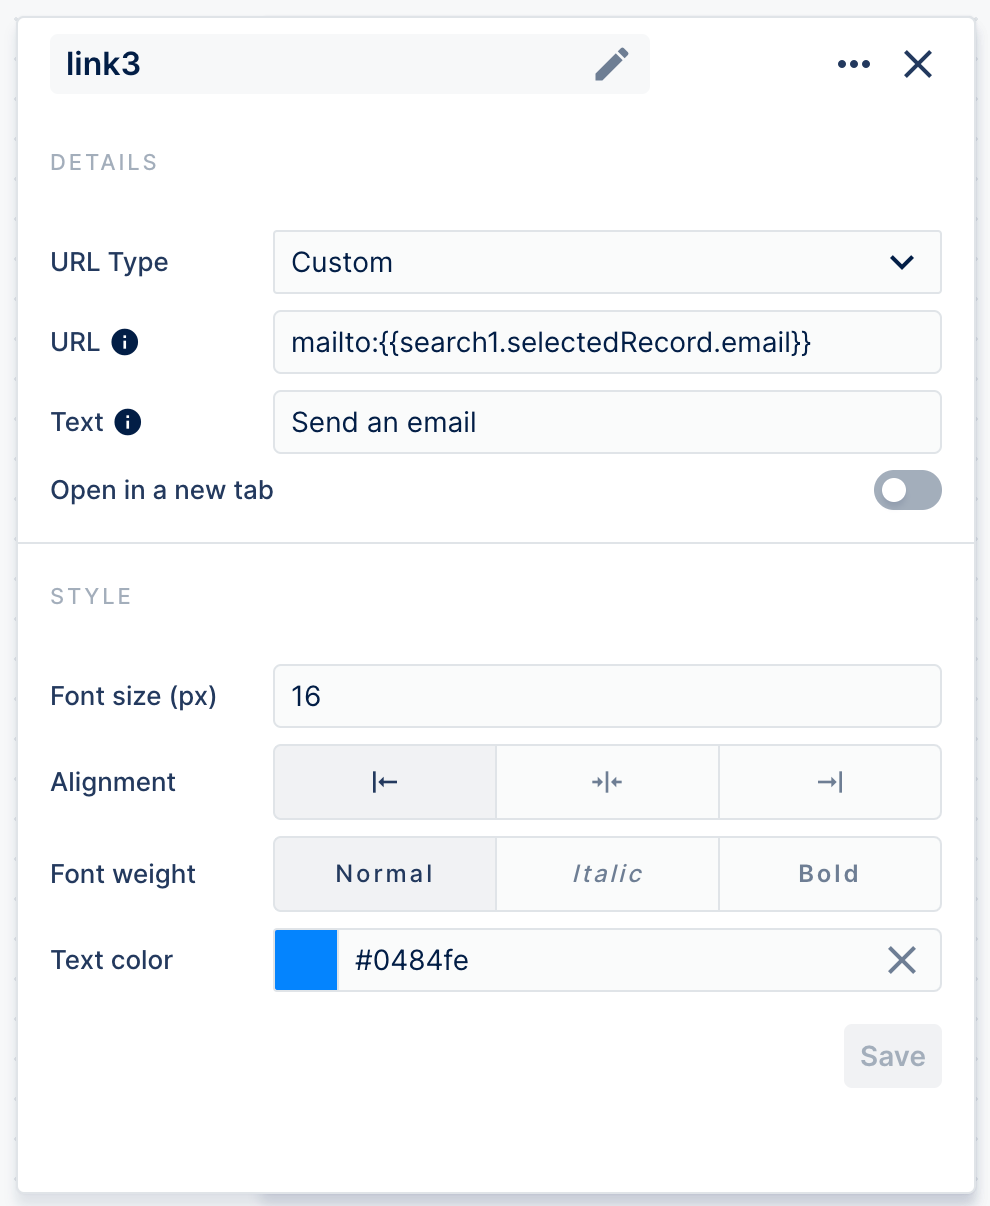 link3
DETAILS
URL Type Custom
URL mailto:{{search1.selectedRecord.email}}
Text Send an email
Open in a new tab
STYLE
Font size (px) 16
Alignment
Font weight Normal Italic Bold
Text color #0484fe
Save